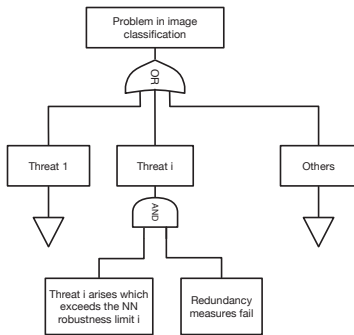 Problem in image
classification
OR
Threat 1
Threat i
Others
AND
Threat i arises which
exceeds the NN
robustness limit i
Redundancy
measures fail